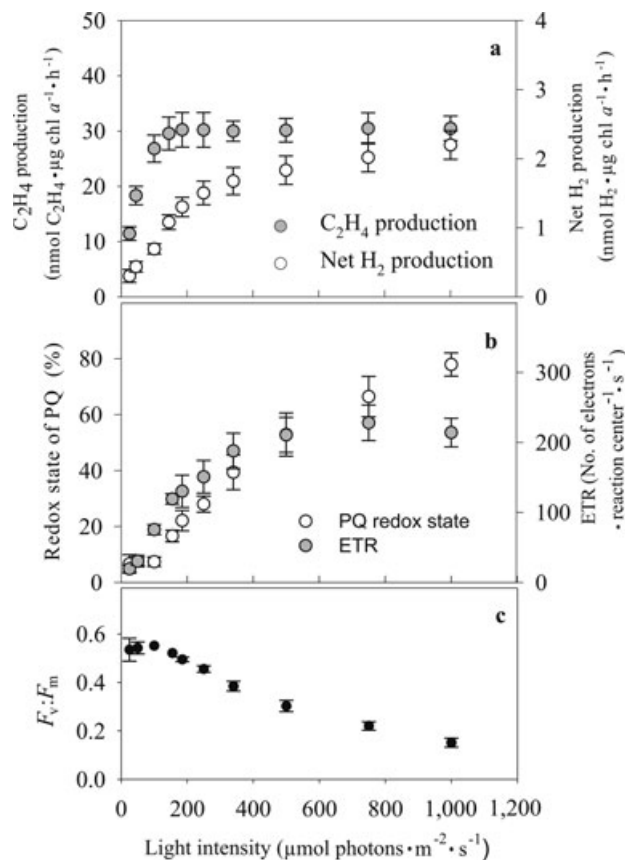 50
40
30
20
10
0
C₂H₄ production
(nmol C₂H₄ • μg chl a⁻¹ • h⁻¹)
a
C₂H₄ production
Net H₂ production
4
3
2
1
0
Net H₂ production
(nmol H₂ • μg chl a⁻¹ • h⁻¹)
80
60
40
20
0
Redox state of PQ (%)
b
PQ redox state
ETR
300
200
100
0
ETR (No. of electrons
• reaction center⁻¹ • s⁻¹)
0.6
0.4
0.2
0.0
Fᵥ:Fₘ
c
0 200 400 600 800 1,000 1,200
Light intensity (μmol photons • m⁻² • s⁻¹)